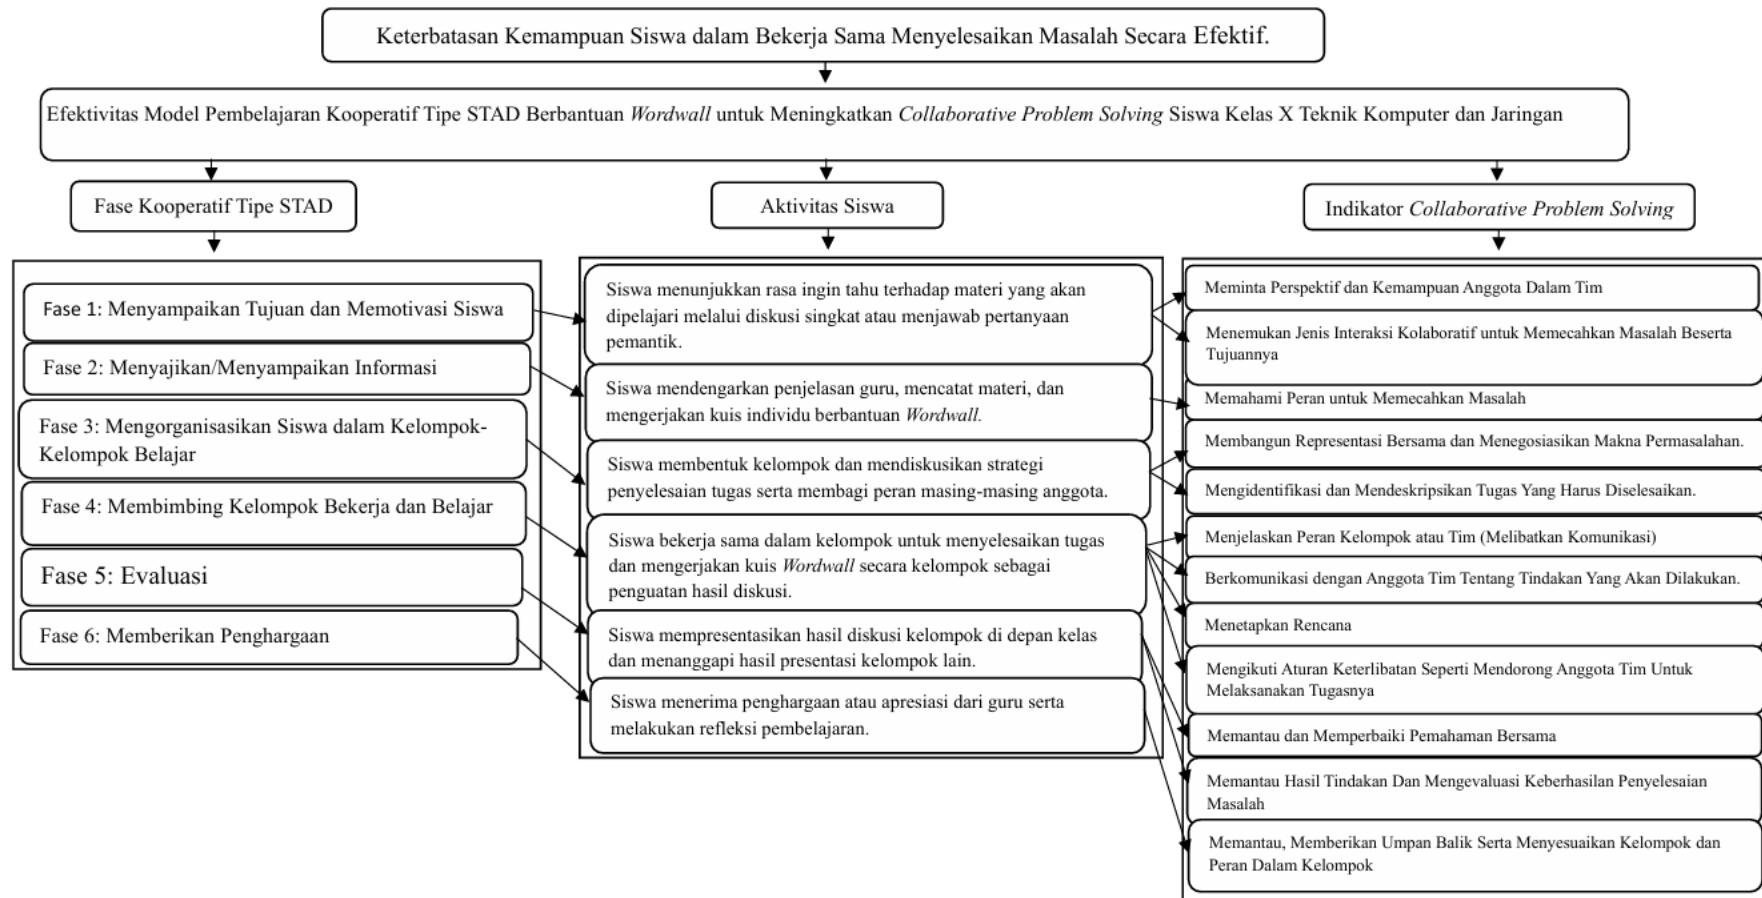 Keterbatasan Kemampuan Siswa dalam Bekerja Sama Menyelesaikan Masalah Secara Efektif.
Efektivitas Model Pembelajaran Kooperatif Tipe STAD Berbantuan Wordwall untuk Meningkatkan Collaborative Problem Solving Siswa Kelas X Teknik Komputer dan Jaringan
Fase Kooperatif Tipe STAD
Aktivitas Siswa
Indikator Collaborative Problem Solving
Fase 1: Menyampaikan Tujuan dan Memotivasi Siswa
Fase 2: Menyajikan/Menyampaikan Informasi
Fase 3: Mengorganisasikan Siswa dalam Kelompok-
Kelompok Belajar
Fase 4: Membimbing Kelompok Bekerja dan Belajar
Fase 5: Evaluasi
Fase 6: Memberikan Penghargaan
Siswa menunjukkan rasa ingin tahu terhadap materi yang akan
dipelajari melalui diskusi singkat atau menjawab pertanyaan
pemantik.
Siswa mendengarkan penjelasan guru, mencatat materi, dan
mengerjakan kuis individu berbantuan Wordwall.
Siswa membentuk kelompok dan mendiskusikan strategi
penyelesaian tugas serta membagi peran masing-masing anggota.
Siswa bekerja sama dalam kelompok untuk menyelesaikan tugas
dan mengerjakan kuis Wordwall secara kelompok sebagai
penguatan hasil diskusi.
Siswa mempresentasikan hasil diskusi kelompok di depan kelas
dan menanggapi hasil presentasi kelompok lain.
Siswa menerima penghargaan atau apresiasi dari guru serta
melakukan refleksi pembelajaran.
Meminta Perspektif dan Kemampuan Anggota Dalam Tim
Menemukan Jenis Interaksi Kolaboratif untuk Memecahkan Masalah Beserta
Tujuannya
Memahami Peran untuk Memecahkan Masalah
Membangun Representasi Bersama dan Menegosiasikan Makna Permasalahan.
Mengidentifikasi dan Mendeskripsikan Tugas Yang Harus Diselesaikan.
Menjelaskan Peran Kelompok atau Tim (Melibatkan Komunikasi)
Berkomunikasi dengan Anggota Tim Tentang Tindakan Yang Akan Dilakukan.
Menetapkan Rencana
Mengikuti Aturan Keterlibatan Seperti Mendorong Anggota Tim Untuk
Melaksanakan Tugasnya
Memantau dan Memperbaiki Pemahaman Bersama
Memantau Hasil Tindakan Dan Mengevaluasi Keberhasilan Penyelesaian
Masalah
Memantau, Memberikan Umpan Balik Serta Menyesuaikan Kelompok dan
Peran Dalam Kelompok